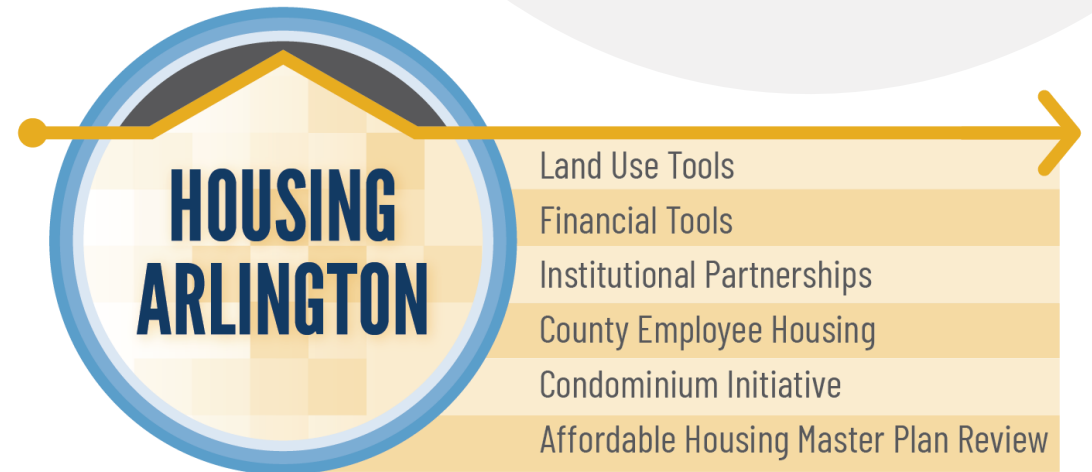 HOUSING
ARLINGTON
Land Use Tools
Financial Tools
Institutional Partnerships
County Employee Housing
Condominium Initiative
Affordable Housing Master Plan Review